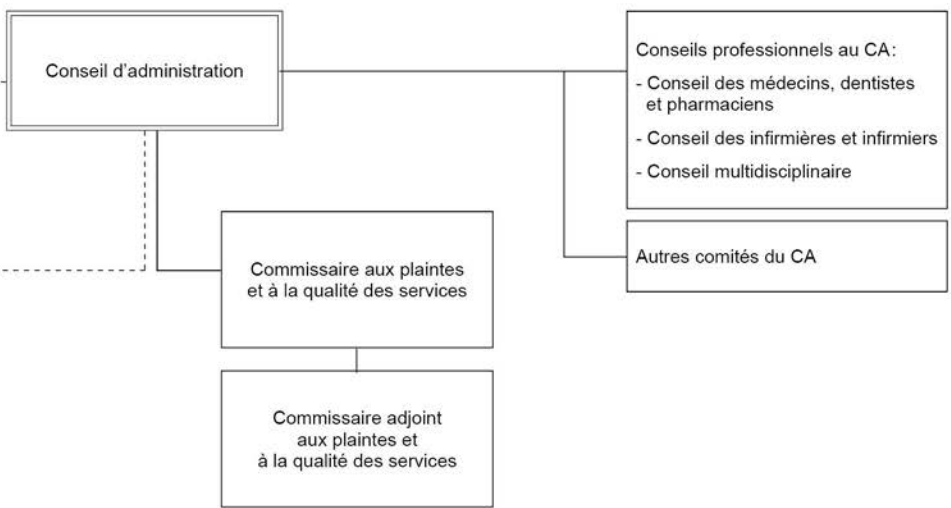 Conseil d'administration
Conseils professionnels au CA:
- Conseil des médecins, dentistes
et pharmaciens
- Conseil des infirmières et infirmiers
- Conseil multidisciplinaire
Autres comités du CA
Commissaire aux plaintes
et à la qualité des services
Commissaire adjoint
aux plaintes et
à la qualité des services